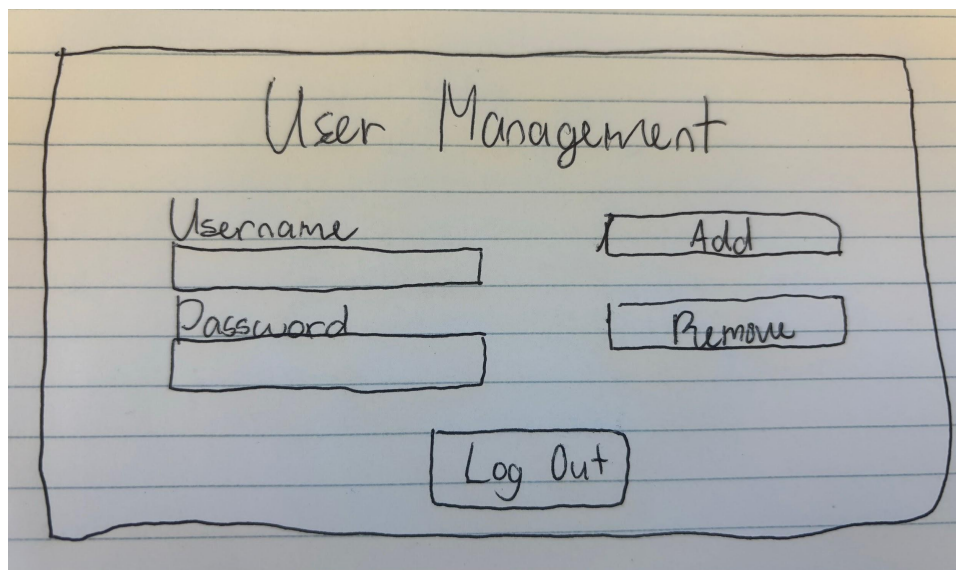 User Management
Username
Add
Password
Remove
Log Out